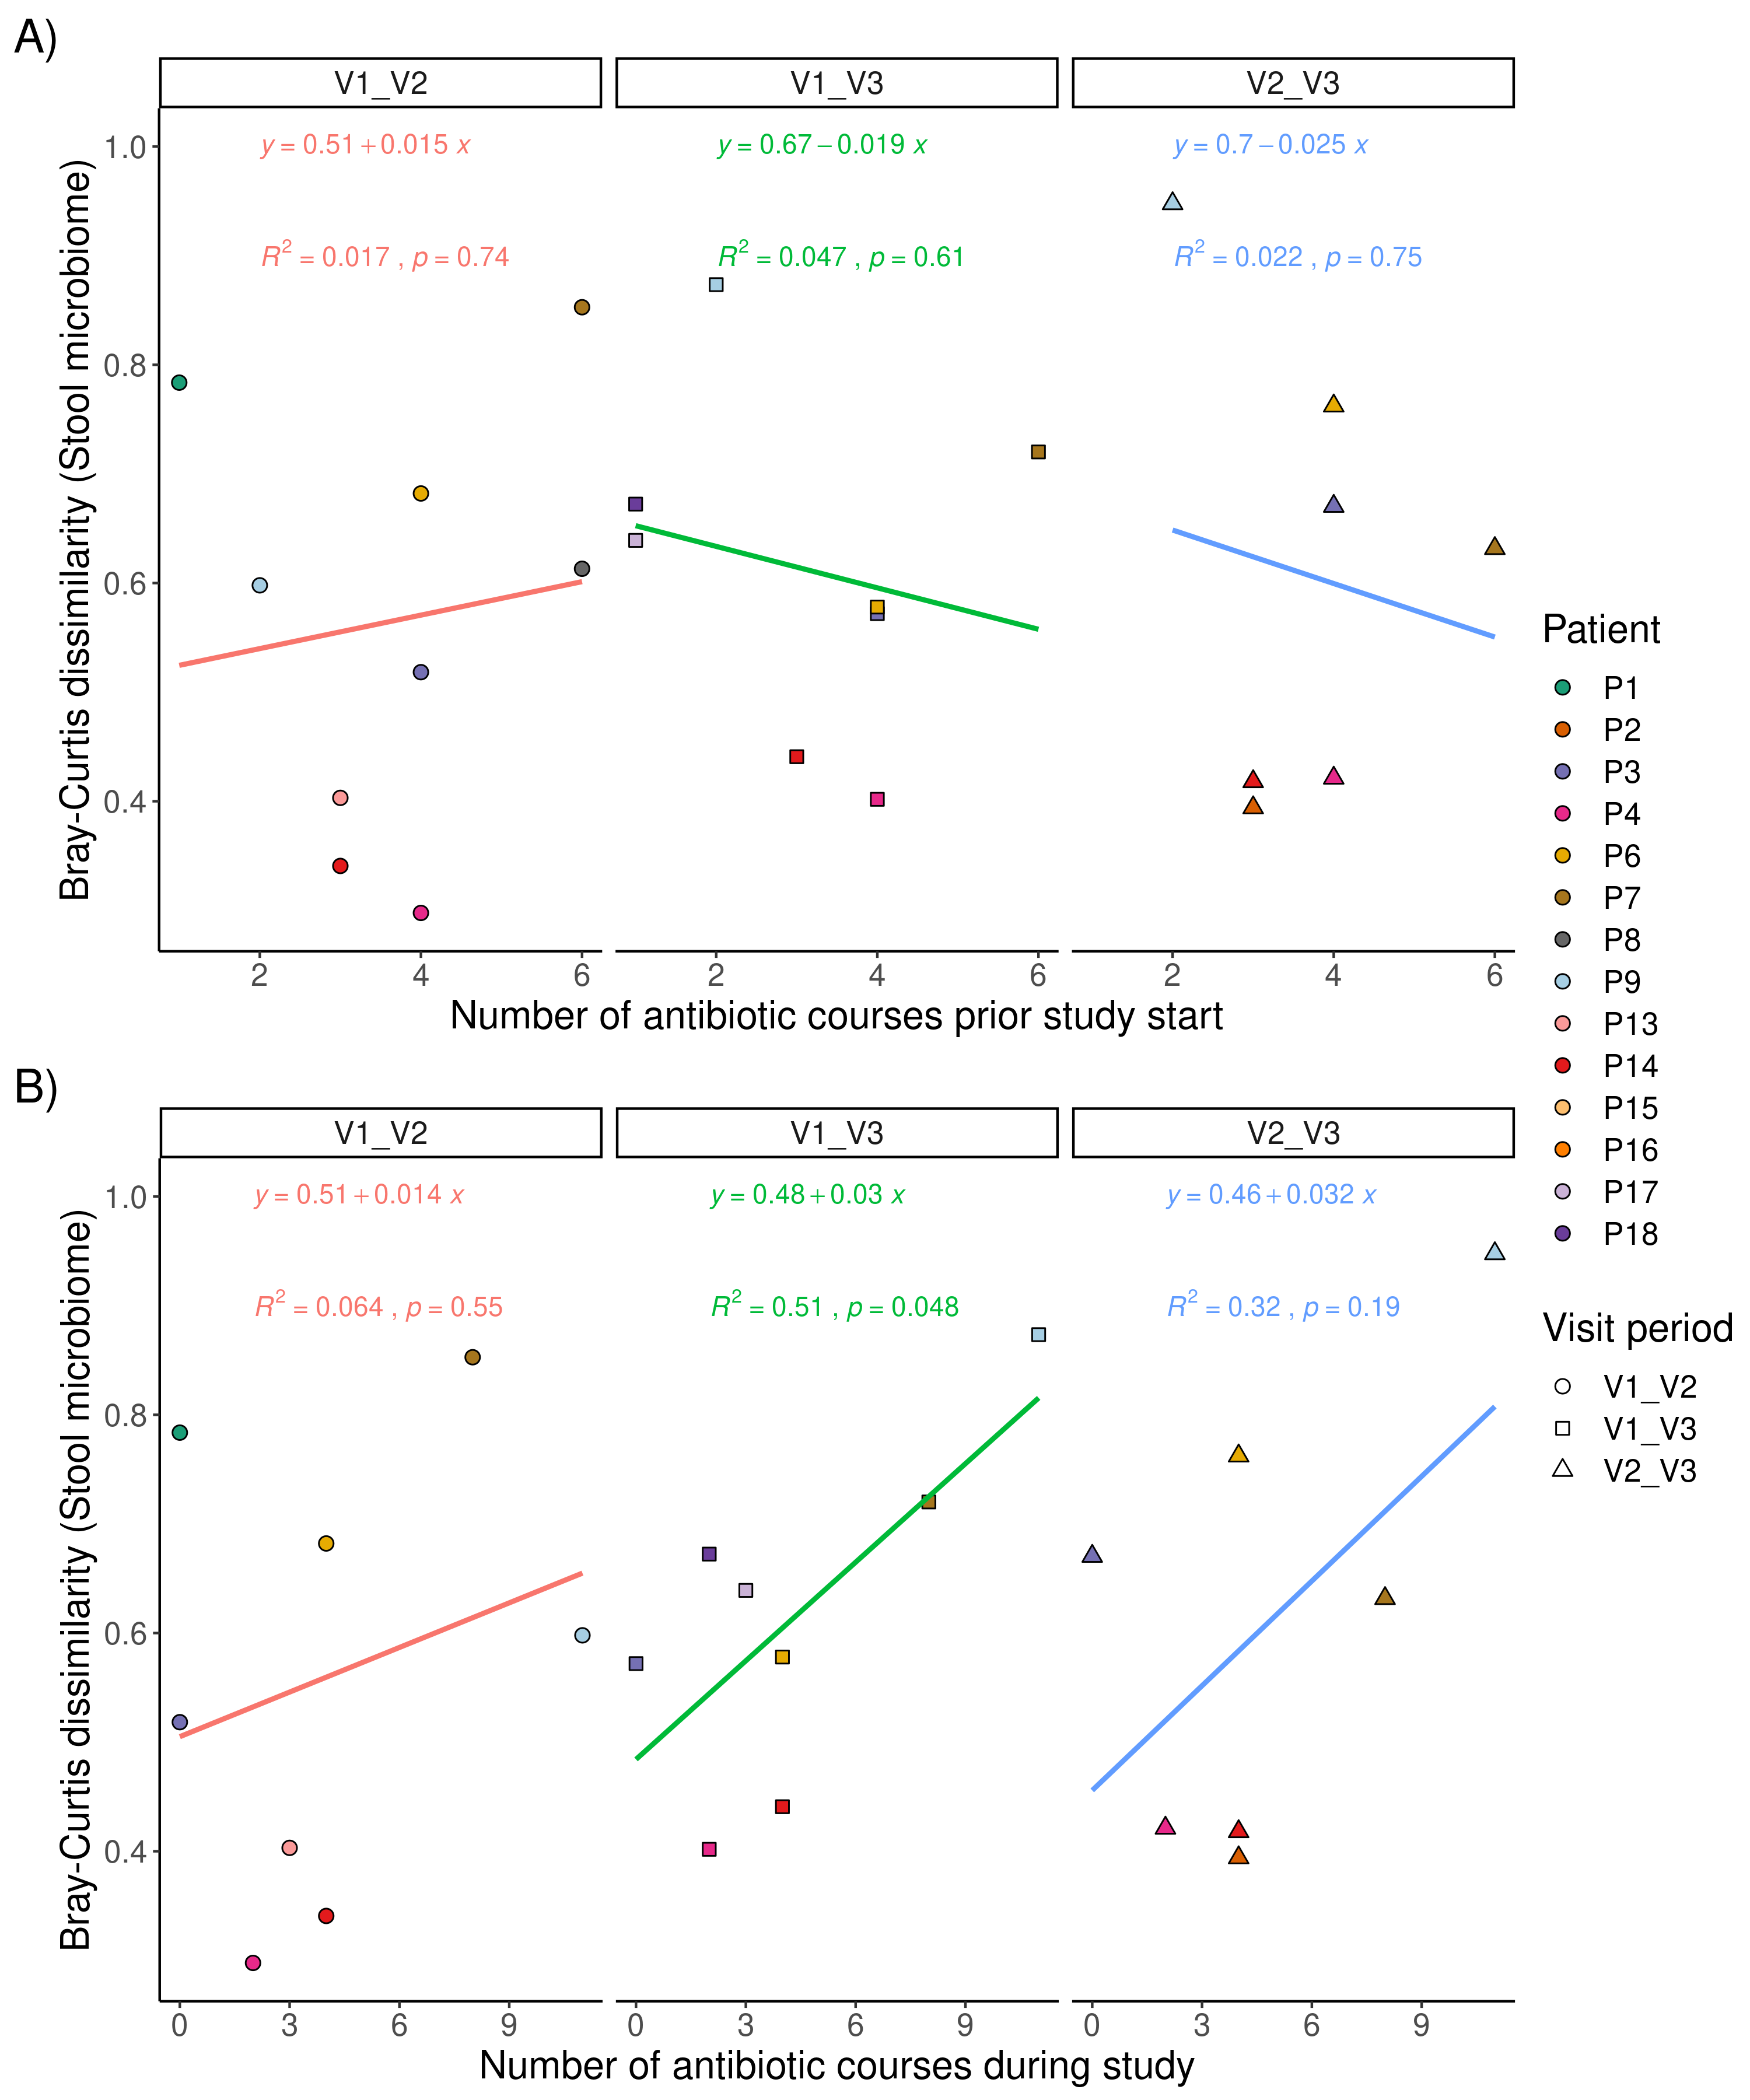 A)
V1_V2
V1_V3
V2_V3
y = 0.51 + 0.015 x
y = 0.67 − 0.019 x
y = 0.7 − 0.025 x
R² = 0.017 , p = 0.74
R² = 0.047 , p = 0.61
R² = 0.022 , p = 0.75
Bray-Curtis dissimilarity (Stool microbiome)
1.0
0.8
0.6
0.4
2 4 6
2 4 6
2 4 6
Number of antibiotic courses prior study start
B)
V1_V2
V1_V3
V2_V3
y = 0.51 + 0.014 x
y = 0.48 + 0.03 x
y = 0.46 + 0.032 x
R² = 0.064 , p = 0.55
R² = 0.51 , p = 0.048
R² = 0.32 , p = 0.19
Bray-Curtis dissimilarity (Stool microbiome)
1.0
0.8
0.6
0.4
0 3 6 9
0 3 6 9
0 3 6 9
Number of antibiotic courses during study
Patient
P1
P2
P3
P4
P6
P7
P8
P9
P13
P14
P15
P16
P17
P18
Visit period
V1_V2
V1_V3
V2_V3